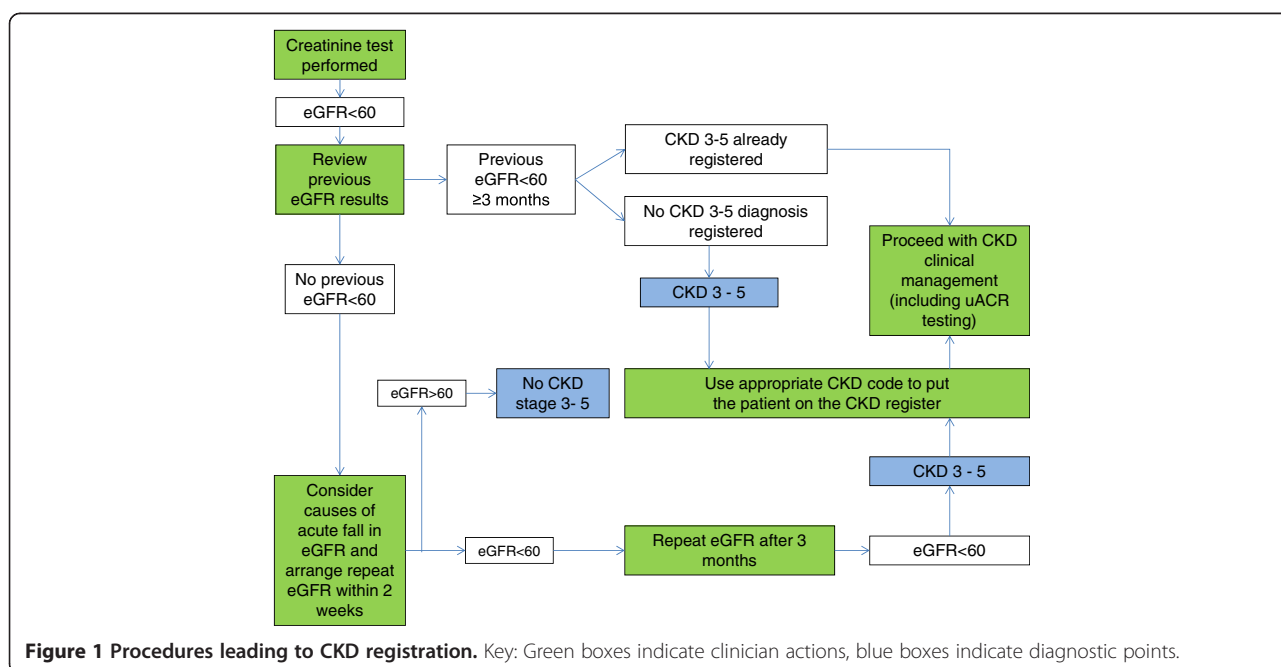 Creatinine test
performed
eGFR<60
Review
previous
eGFR results
Previous
eGFR<60
≥3 months
CKD 3-5 already
registered
No CKD 3-5 diagnosis
registered
CKD 3 - 5
Proceed with CKD
clinical
management
(including uACR
testing)
No previous
eGFR<60
eGFR>60
No CKD
stage 3- 5
Use appropriate CKD code to put
the patient on the CKD register
CKD 3 - 5
Consider
causes of
acute fall in
eGFR and
arrange repeat
eGFR within 2
weeks
eGFR<60
Repeat eGFR after 3
months
eGFR<60
Figure 1 Procedures leading to CKD registration. Key: Green boxes indicate clinician actions, blue boxes indicate diagnostic points.